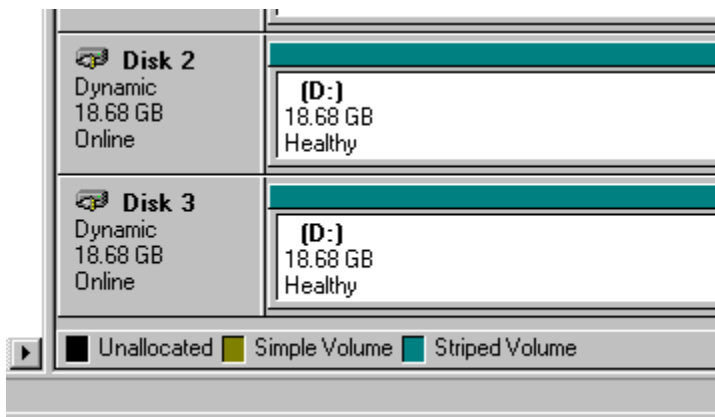 Disk 2
Dynamic
18.68 GB
Online
(D:)
18.68 GB
Healthy
Disk 3
Dynamic
18.68 GB
Online
(D:)
18.68 GB
Healthy
Unallocated Simple Volume Striped Volume